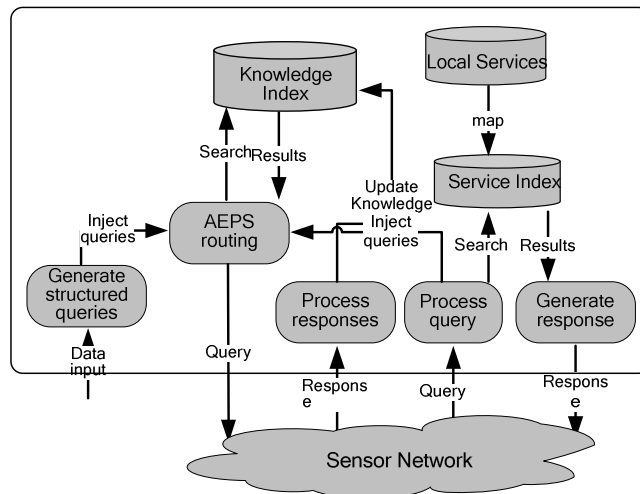 Knowledge
Index
Local Services
map
Search
Results
Service Index
Update
Knowledge
Inject
queries
Inject
queries
AEPS
routing
Search
Results
Generate
structured
queries
Process
responses
Process
query
Generate
response
Data
input
Query
Respons
e
Query
Respons
e
Sensor Network